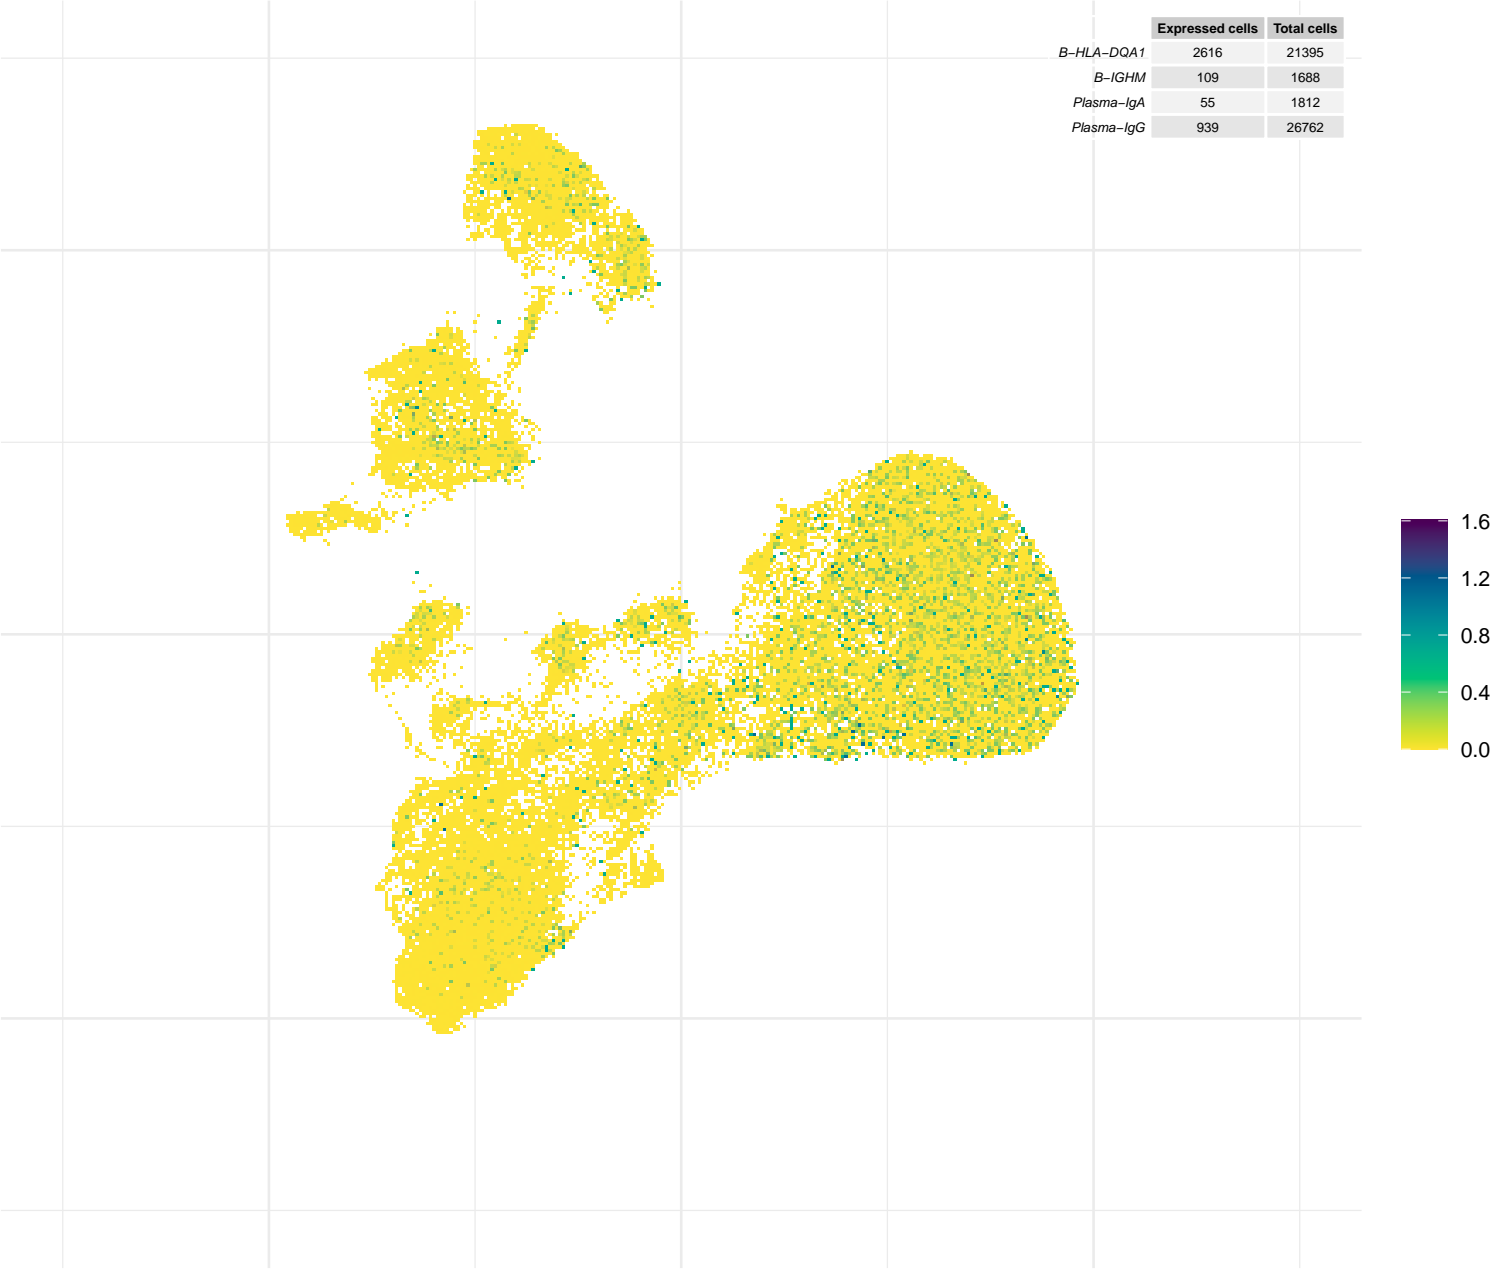 Expressed cells Total cells
B−HLA−DQA1 2616 21395
B−IGHM 109 1688
Plasma−IgA 55 1812
Plasma−IgG 939 26762
1.6
1.2
0.8
0.4
0.0